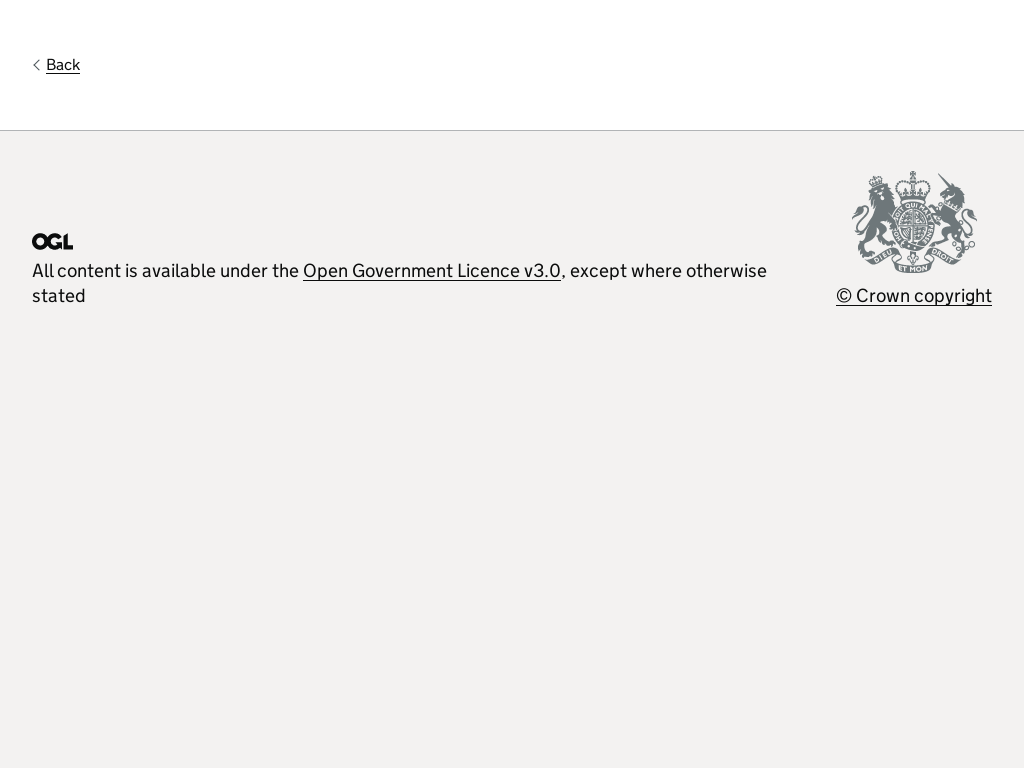 Back
OGL
All content is available under the Open Government Licence v3.0, except where otherwise
stated
DIEU ET MON DROIT
© Crown copyright